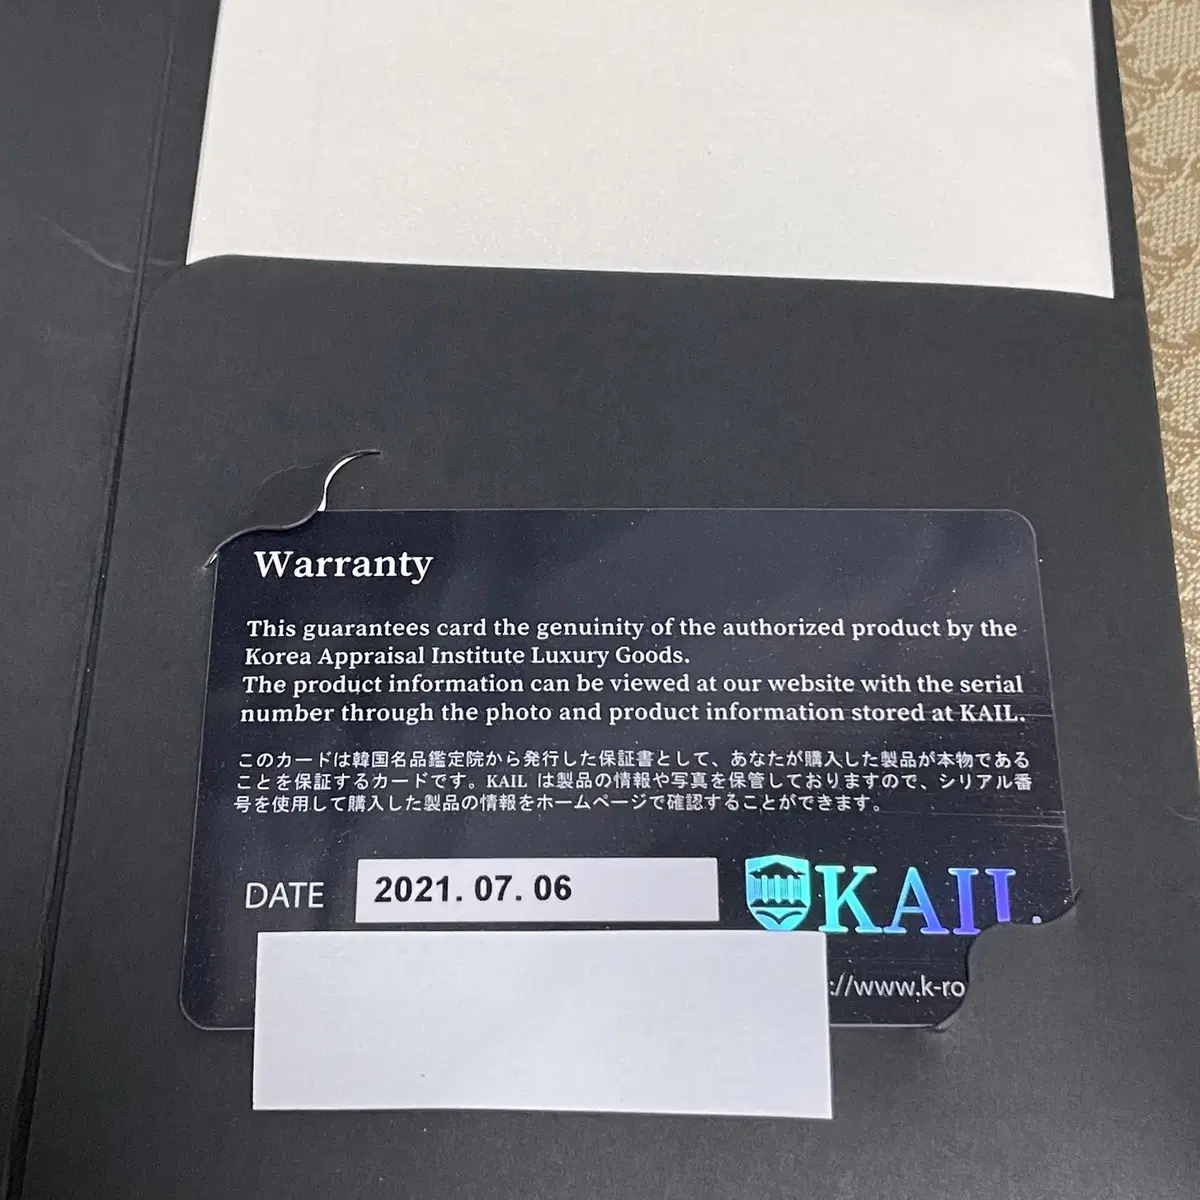 Warranty
This guarantees card the genuinity of the authorized product by the
Korea Appraisal Institute Luxury Goods.
The product information can be viewed at our website with the serial
number through the photo and product information stored at KAIL.
このカードは韓国名品鑑定院から発行した保証書として、あなたが購入した製品が本物である
ことを保証するカードです。KAIL は製品の情報や写真を保管しておりますので、シリアル番
号を使用して購入した製品の情報をホームページで確認することができます。
DATE 2021. 07. 06
KAIL
://www.k-ro